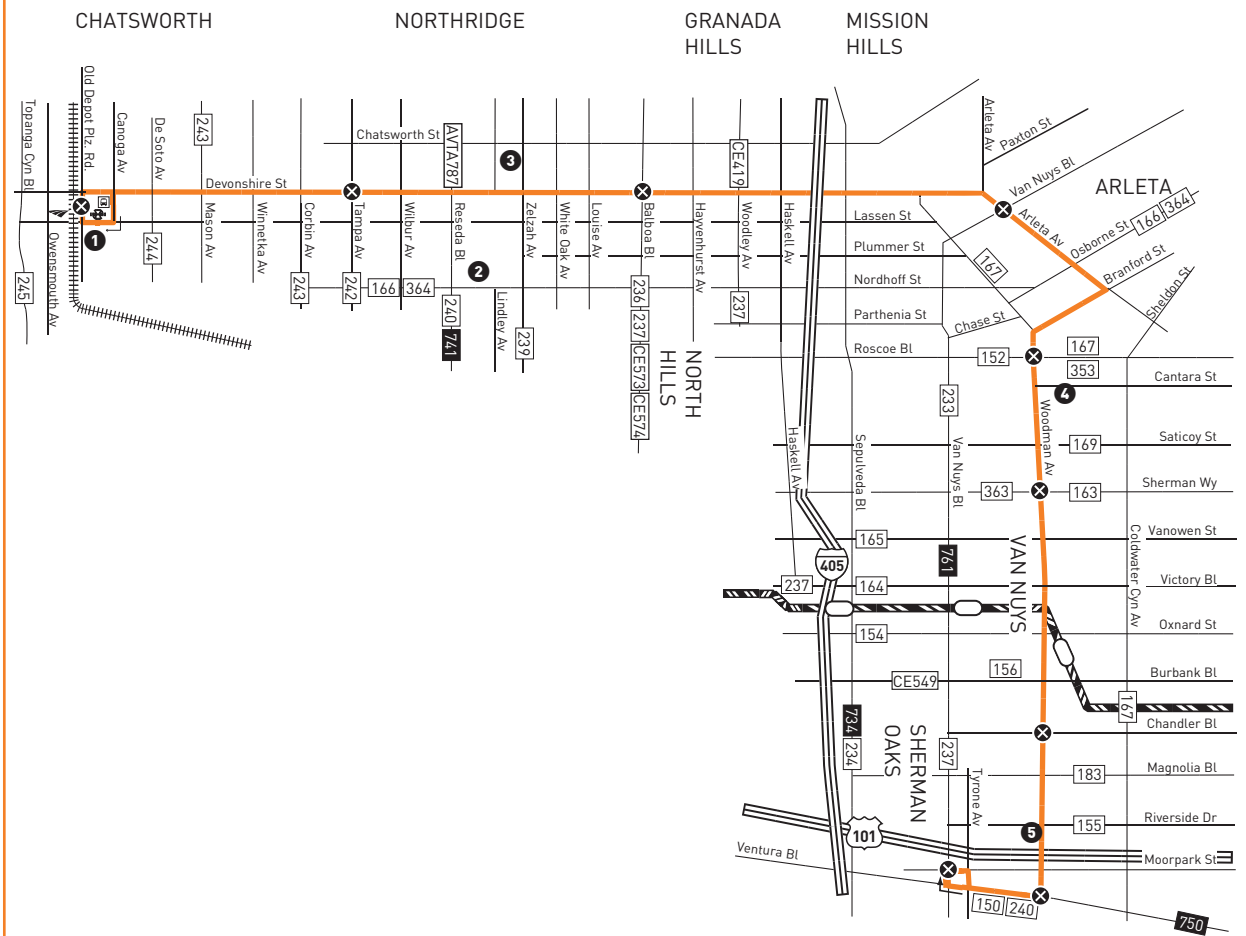 CHATSWORTH
NORTHRIDGE
GRANADA
HILLS
MISSION
HILLS
Topanga Cyn Bl
Old Depot Plz. Rd.
Canoga Av
De Soto Av
243
Chatsworth St
AVTA787
3
CE419
Arleta Av
Paxton St
Van Nuys Bl
ARLETA
Devonshire St
1
Owensmouth Av
245
244
Mason Av
Winnetka Av
Corbin Av
243
Tampa Av
242
Wilbur Av
166
364
Reseda Bl
240
741
2
Lindley Av
Zelzah Av
239
White Oak Av
Louise Av
Balboa Bl
236
237
CE573
CE574
Hayvenhurst Av
Woodley Av
237
Haskell Av
Lassen St
Plummer St
Nordhoff St
Parthenia St
Chase St
Roscoe Bl
167
Arleta Av
Osborne St
166
364
Branford St
Sheldon St
NORTH
HILLS
152
167
353
4
Cantara St
233
Woodman Av
Haskell Av
Sepulveda Bl
Van Nuys Bl
169
Saticoy St
363
163
Sherman Wy
Coldwater Cyn Av
165
Vanowen St
405
761
VAN NUYS
237
164
Victory Bl
154
Oxnard St
156
CE549
Burbank Bl
167
734
234
SHERMAN
OAKS
237
Chandler Bl
Tyrone Av
183
Magnolia Bl
5
155
Riverside Dr
101
Moorpark St
Ventura Bl
150
240
750